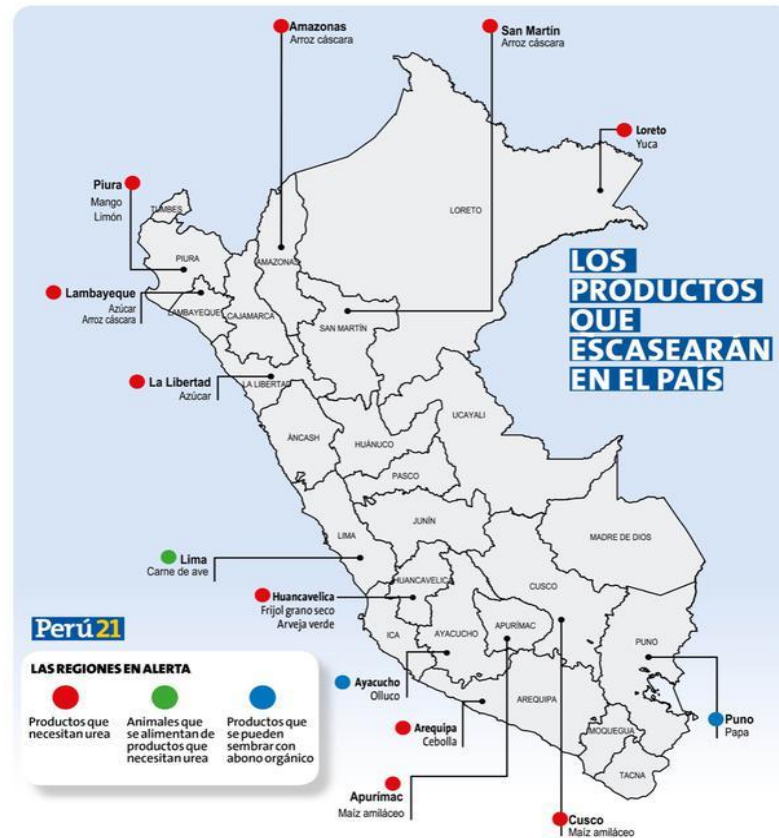 Amazonas
Arroz cáscara
San Martín
Arroz cáscara
Loreto
Yuca
Piura
Mango
Limón
TUMBES
LORETO
PIURA
AMAZONAS
LOS
PRODUCTOS
QUE
ESCASEARÁN
EN EL PAÍS
Lambayeque
Azúcar
Arroz cáscara
LAMBAYEQUE
CAJAMARCA
SAN MARTÍN
La Libertad
Azúcar
LA LIBERTAD
UCAYALI
ÁNCASH
HUÁNUCO
PASCO
JUNÍN
LIMA
MADRE DE DIOS
Lima
Carne de ave
HUANCAVELICA
CUSCO
Huancavelica
Frijol grano seco
Arveja verde
APURÍMAC
ICA
AYACUCHO
PUNO
Perú21
LAS REGIONES EN ALERTA
Productos que
necesitan urea
Animales que
se alimentan de
productos que
necesitan urea
Productos que
se pueden
sembrar con
abono orgánico
Ayacucho
Olluco
AREQUIPA
Arequipa
Cebolla
Puno
Papa
MOQUEGUA
TACNA
Apurímac
Maíz amiláceo
Cusco
Maíz amiláceo